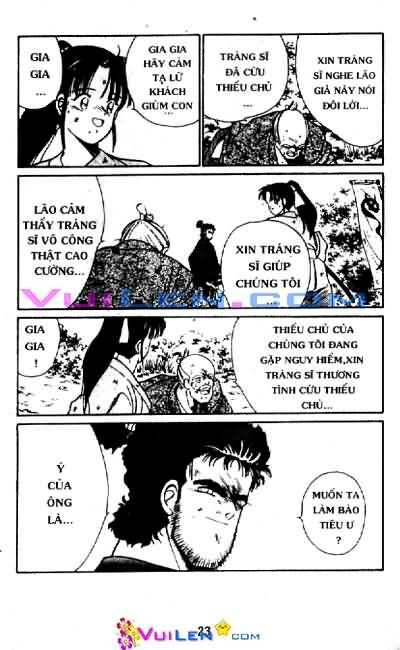 GIA
GIA
...
GIA GIA
HÃY CẢM
TẠ LỮ
KHÁCH
GIÙM CON
...
TRÁNG SĨ
ĐÃ CỨU
THIẾU CHỦ
...
XIN TRÁNG
SĨ NGHE LÃO
GIẢ NẦY NÓI
ĐÔI LỜI...
LÃO CẢM
THẤY TRÁNG
SĨ VÕ CÔNG
THẬT CAO
CƯỜNG...
XIN TRÁNG
SĨ GIÚP
CHÚNG TÔI
...
VUILEN.COM
GIA
GIA
!
THIẾU CHỦ CỦA
CHÚNG TÔI ĐANG
GẶP NGUY HIỂM,XIN
TRÁNG SĨ THƯƠNG
TÌNH CỨU THIẾU
CHỦ...
Ý
CỦA
ÔNG
LÀ...
MUỐN TA
LÀM BẢO
TIÊU Ư
?
23
VUILEN.COM